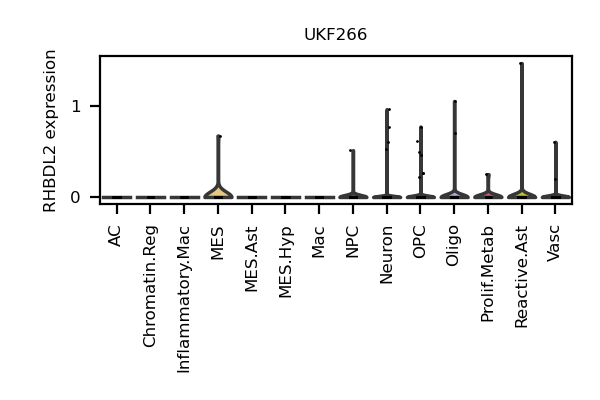 UKF266
RHBDL2 expression
1
0
AC
Chromatin.Reg
Inflammatory.Mac
MES
MES.Ast
MES.Hyp
Mac
NPC
Neuron
OPC
Oligo
Prolif.Metab
Reactive.Ast
Vasc